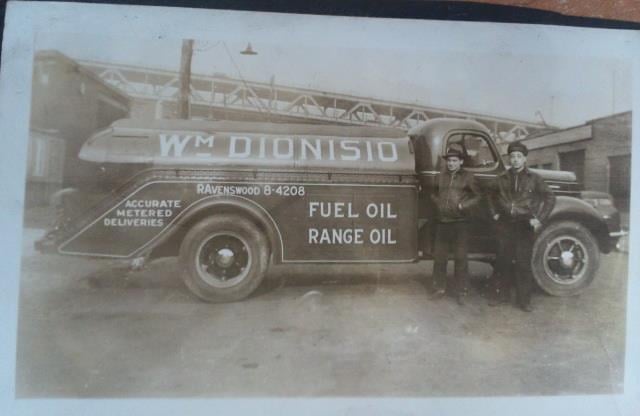 WM DIONISIO
RAVENSWOOD 8-4208
ACCURATE
METERED
DELIVERIES
FUEL OIL
RANGE OIL